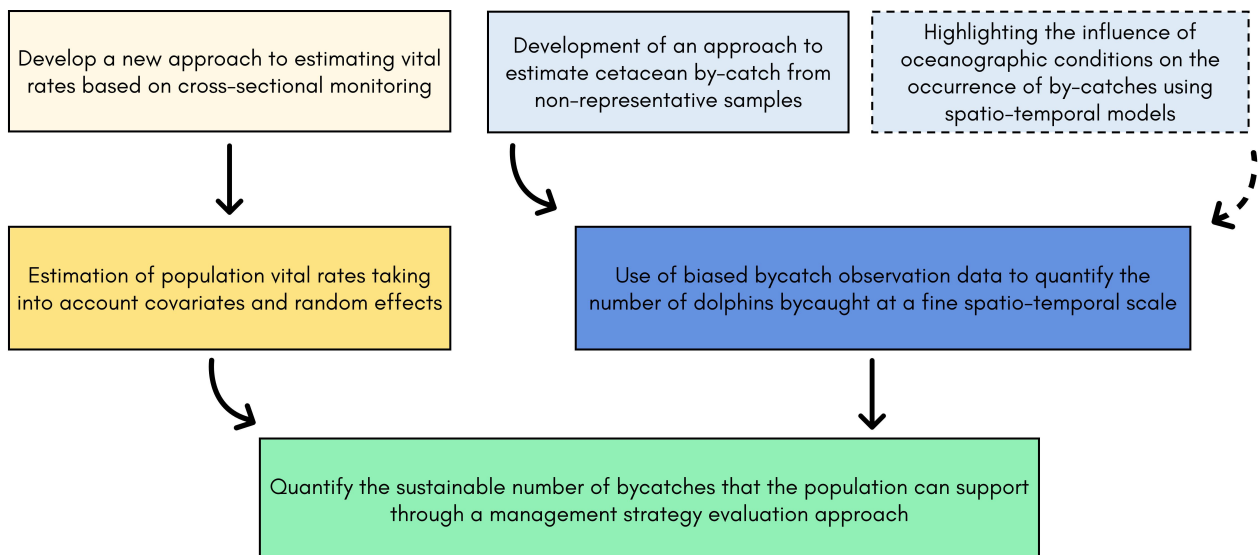 Develop a new approach to estimating vital
rates based on cross-sectional monitoring
Development of an approach to
estimate cetacean by-catch from
non-representative samples
Highlighting the influence of
oceanographic conditions on the
occurrence of by-catches using
spatio-temporal models
Estimation of population vital rates taking
into account covariates and random effects
Use of biased bycatch observation data to quantify the
number of dolphins bycaught at a fine spatio-temporal scale
Quantify the sustainable number of bycatches that the population can support
through a management strategy evaluation approach